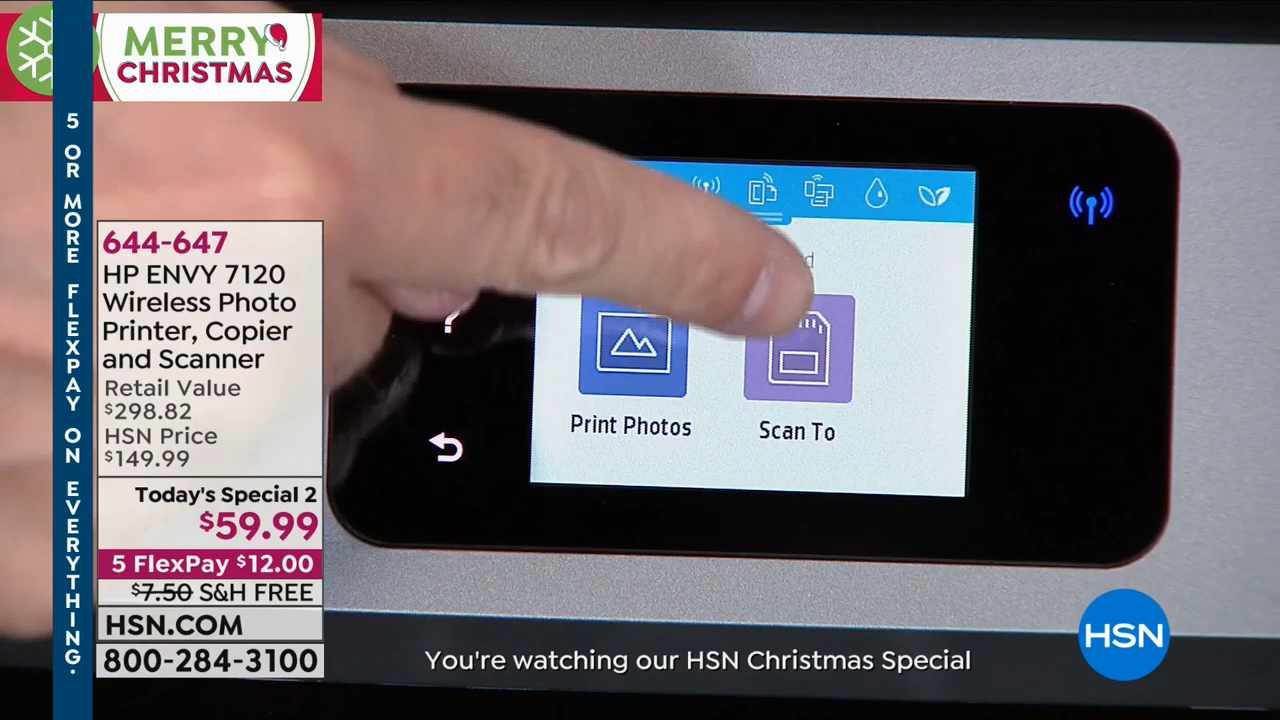 MERRY
CHRISTMAS
5 OR MORE FLEXPAY ON EVERYTHING.
644-647
HP ENVY 7120
Wireless Photo
Printer, Copier
and Scanner
Retail Value
$298.82
HSN Price
$149.99
Today's Special 2
$59.99
5 FlexPay $12.00
$7.50 S&H FREE
HSN.COM
800-284-3100
Print Photos
Scan To
You're watching our HSN Christmas Special
HSN